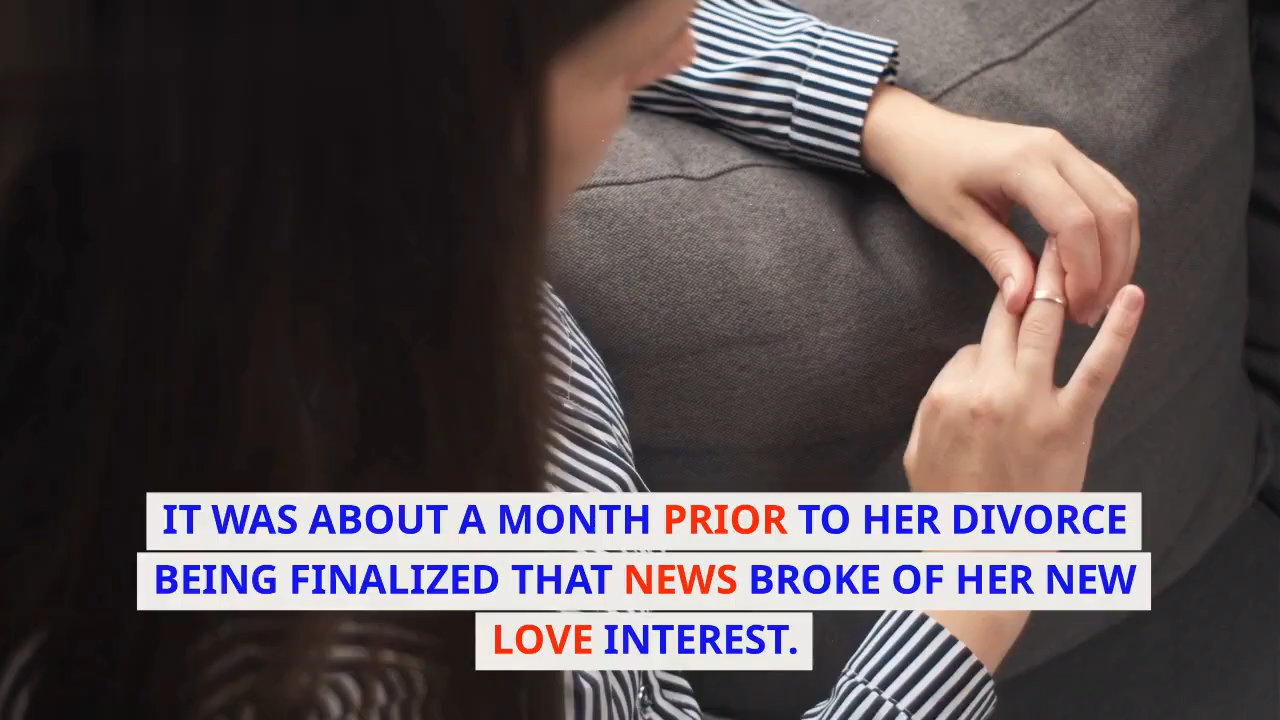 IT WAS ABOUT A MONTH PRIOR TO HER DIVORCE
BEING FINALIZED THAT NEWS BROKE OF HER NEW
LOVE INTEREST.